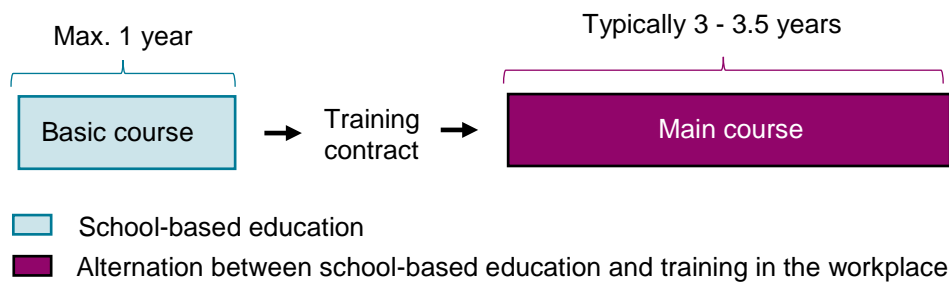 Max. 1 year
Typically 3 - 3.5 years
Basic course
Training
contract
Main course
School-based education
Alternation between school-based education and training in the workplace